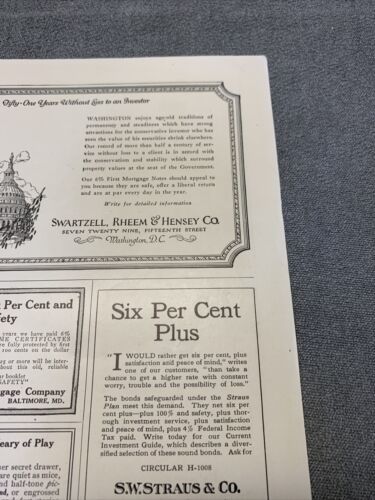 Fifty-One Years Without Loss to an Investor
WASHINGTON enjoys age-old traditions of
permanency and steadiness which have strong
attractions for the conservative investor who has
seen the value of his securities shrink elsewhere.
Our record of more than half a century of ser-
vice without loss to a client is in accord with
the conservatism and stability which surround
property values at the seat of the Government.
Our 6% First Mortgage Notes should appeal to
you because they are safe, offer a liberal return
and are at par every day in the year.
Write for detailed information
SWARTZELL, RHEEM & HENSEY CO.
SEVEN TWENTY NINE, FIFTEENTH STREET
Washington, D.C.
Per Cent and
fety
years we have paid 6%
ME CERTIFICATES
are fully protected by first
100 cents on the dollar
or more will be inter-
bout this old, reliable
or booklet
SAFETY"
gage Company
BALTIMORE, MD.
eary of Play
er secret drawer,
are quiet as mice,
and half-tone pic-
ad, or engrossed
Six Per Cent
Plus
"I WOULD rather get six per cent, plus
satisfaction and peace of mind," writes
one of our customers, "than take a
chance to get a higher rate with constant
worry, trouble and the possibility of loss."
The bonds safeguarded under the Straus
Plan meet this demand. They net six per
cent plus—plus 100% and safety, plus thor-
ough investment service, plus satisfaction
and peace of mind, plus 4% Federal Income
Tax paid. Write today for our Current
Investment Guide, which describes a diver-
sified selection of these sound bonds. Ask for
CIRCULAR H-1008
S.W. STRAUS & CO.